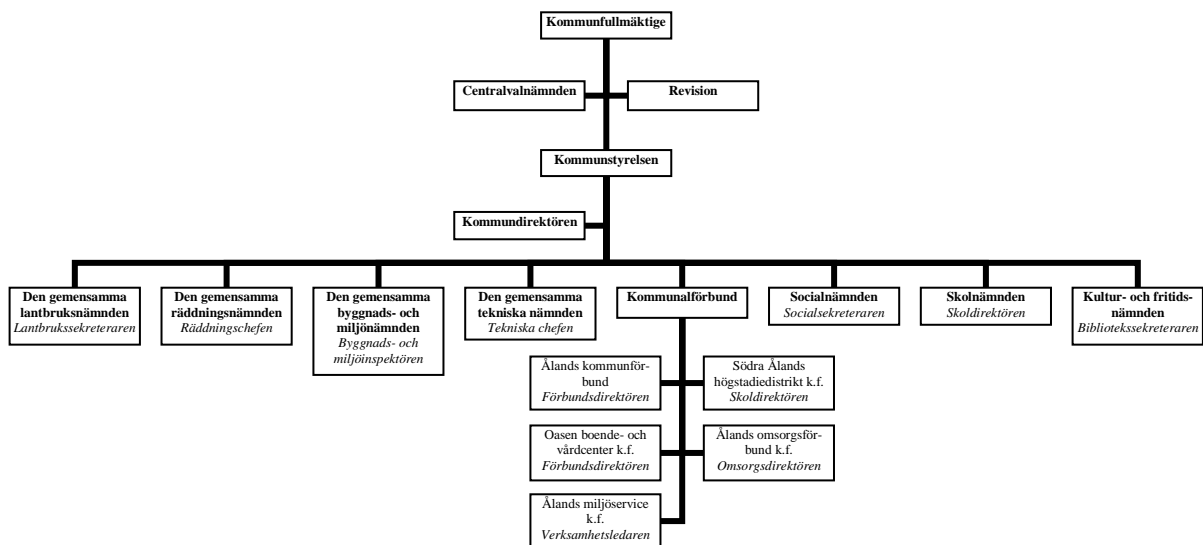 Kommunfullmäktige
Centralvalnämnden
Revision
Kommunstyrelsen
Kommundirektören
Den gemensamma
lantbruksnämnden
Lantbrukssekreteraren
Den gemensamma
räddningsnämnden
Räddningschefen
Den gemensamma
byggnads- och
miljönämnden
Byggnads- och
miljöinspektören
Den gemensamma
tekniska nämnden
Tekniska chefen
Kommunalförbund
Socialnämnden
Socialsekreteraren
Skolnämnden
Skoldirektören
Kultur- och fritids-
nämnden
Bibliotekssekreteraren
Ålands kommunför-
bund
Förbundsdirektören
Södra Ålands
högstadiedistrikt k.f.
Skoldirektören
Oasen boende- och
vårdcenter k.f.
Förbundsdirektören
Ålands omsorgsför-
bund k.f.
Omsorgsdirektören
Ålands miljöservice
k.f.
Verksamhetsledaren